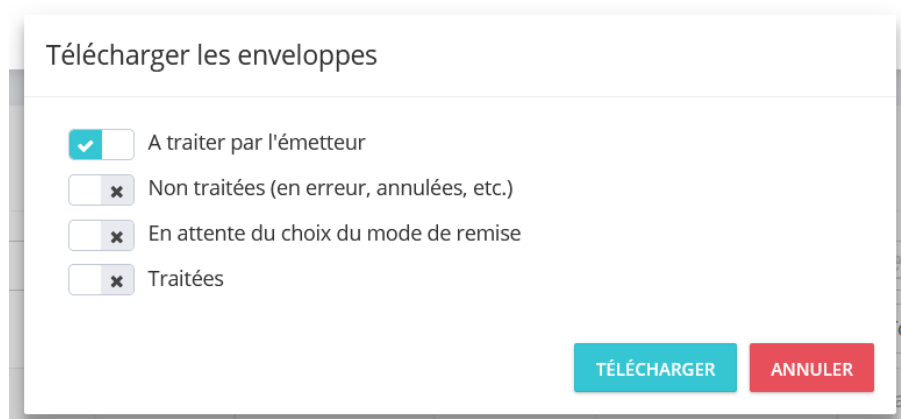 Télécharger les enveloppes
A traiter par l'émetteur
Non traitées (en erreur, annulées, etc.)
En attente du choix du mode de remise
Traitées
TÉLÉCHARGER
ANNULER